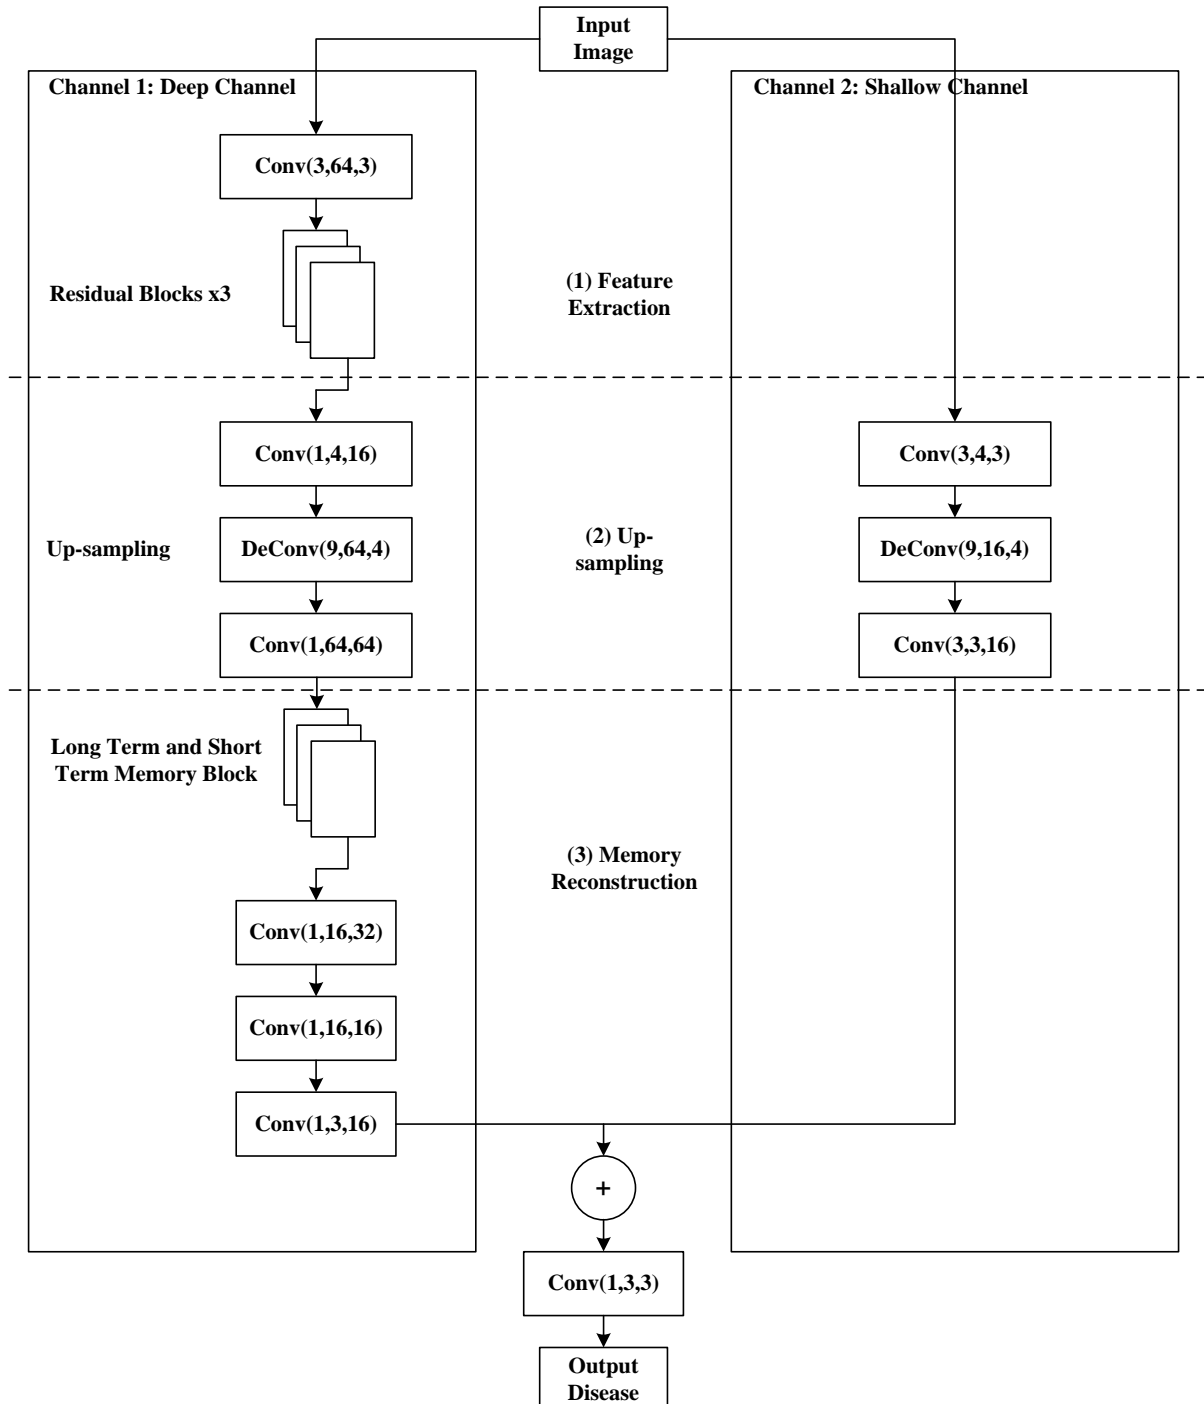 Input
Image
Channel 1: Deep Channel
Channel 2: Shallow Channel
Conv(3,64,3)
Residual Blocks x3
(1) Feature
Extraction
Conv(1,4,16)
Conv(3,4,3)
Up-sampling
DeConv(9,64,4)
(2) Up-
sampling
DeConv(9,16,4)
Conv(1,64,64)
Conv(3,3,16)
Long Term and Short
Term Memory Block
(3) Memory
Reconstruction
Conv(1,16,32)
Conv(1,16,16)
Conv(1,3,16)
+
Conv(1,3,3)
Output
Disease